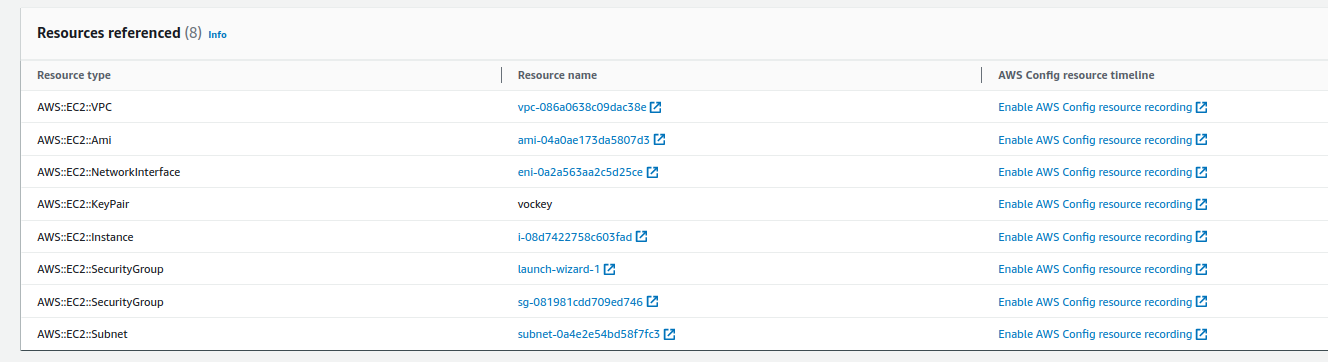 Resources referenced (8) Info
Resource type Resource name AWS Config resource timeline
AWS::EC2::VPC vpc-086a0638c09dac38e Enable AWS Config resource recording
AWS::EC2::Ami ami-04a0ae173da5807d3 Enable AWS Config resource recording
AWS::EC2::NetworkInterface eni-0a2a563aa2c5d25ce Enable AWS Config resource recording
AWS::EC2::KeyPair vockey Enable AWS Config resource recording
AWS::EC2::Instance i-08d7422758c603fad Enable AWS Config resource recording
AWS::EC2::SecurityGroup launch-wizard-1 Enable AWS Config resource recording
AWS::EC2::SecurityGroup sg-081981cdd709ed746 Enable AWS Config resource recording
AWS::EC2::Subnet subnet-0a4e2e54bd58f7fc3 Enable AWS Config resource recording